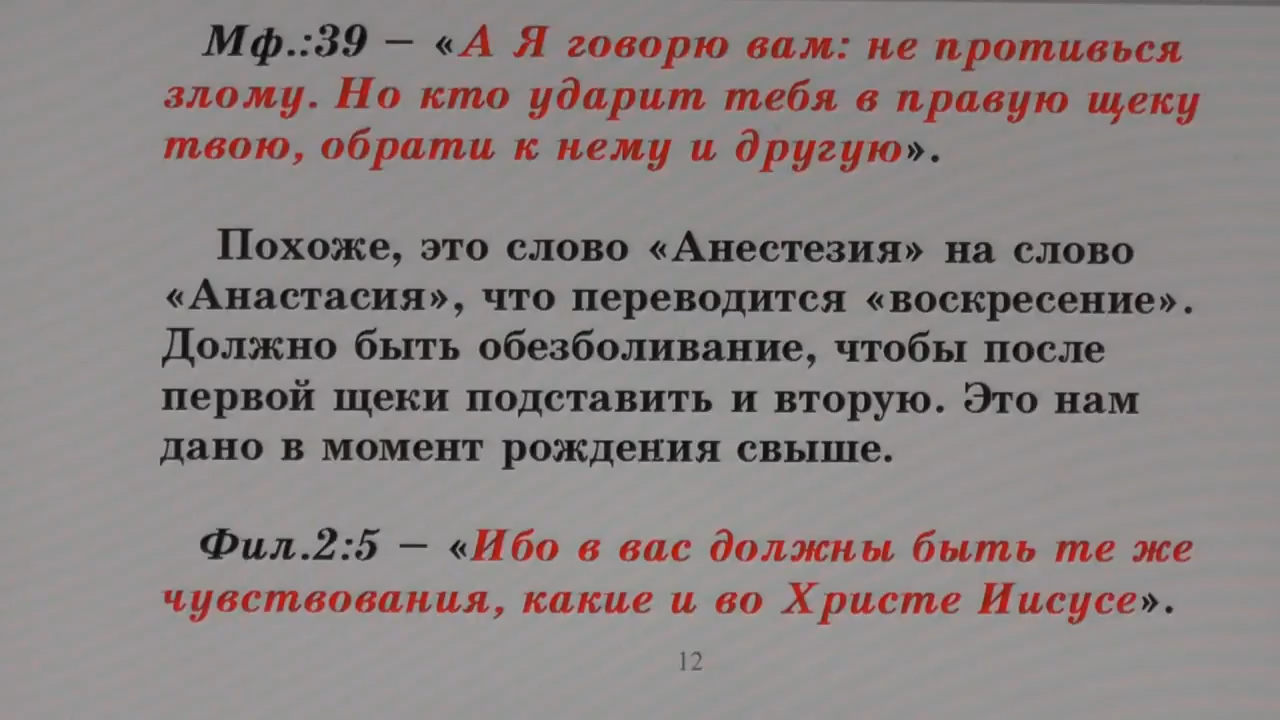 Мф.:39 – «А Я говорю вам: не противься
злому. Но кто ударит тебя в правую щеку
твою, обрати к нему и другую».
Похоже, это слово «Анестезия» на слово
«Анастасия», что переводится «воскресение».
Должно быть обезболивание, чтобы после
первой щеки подставить и вторую. Это нам
дано в момент рождения свыше.
Фил.2:5 – «Ибо в вас должны быть те же
чувствования, какие и во Христе Иисусе».
12